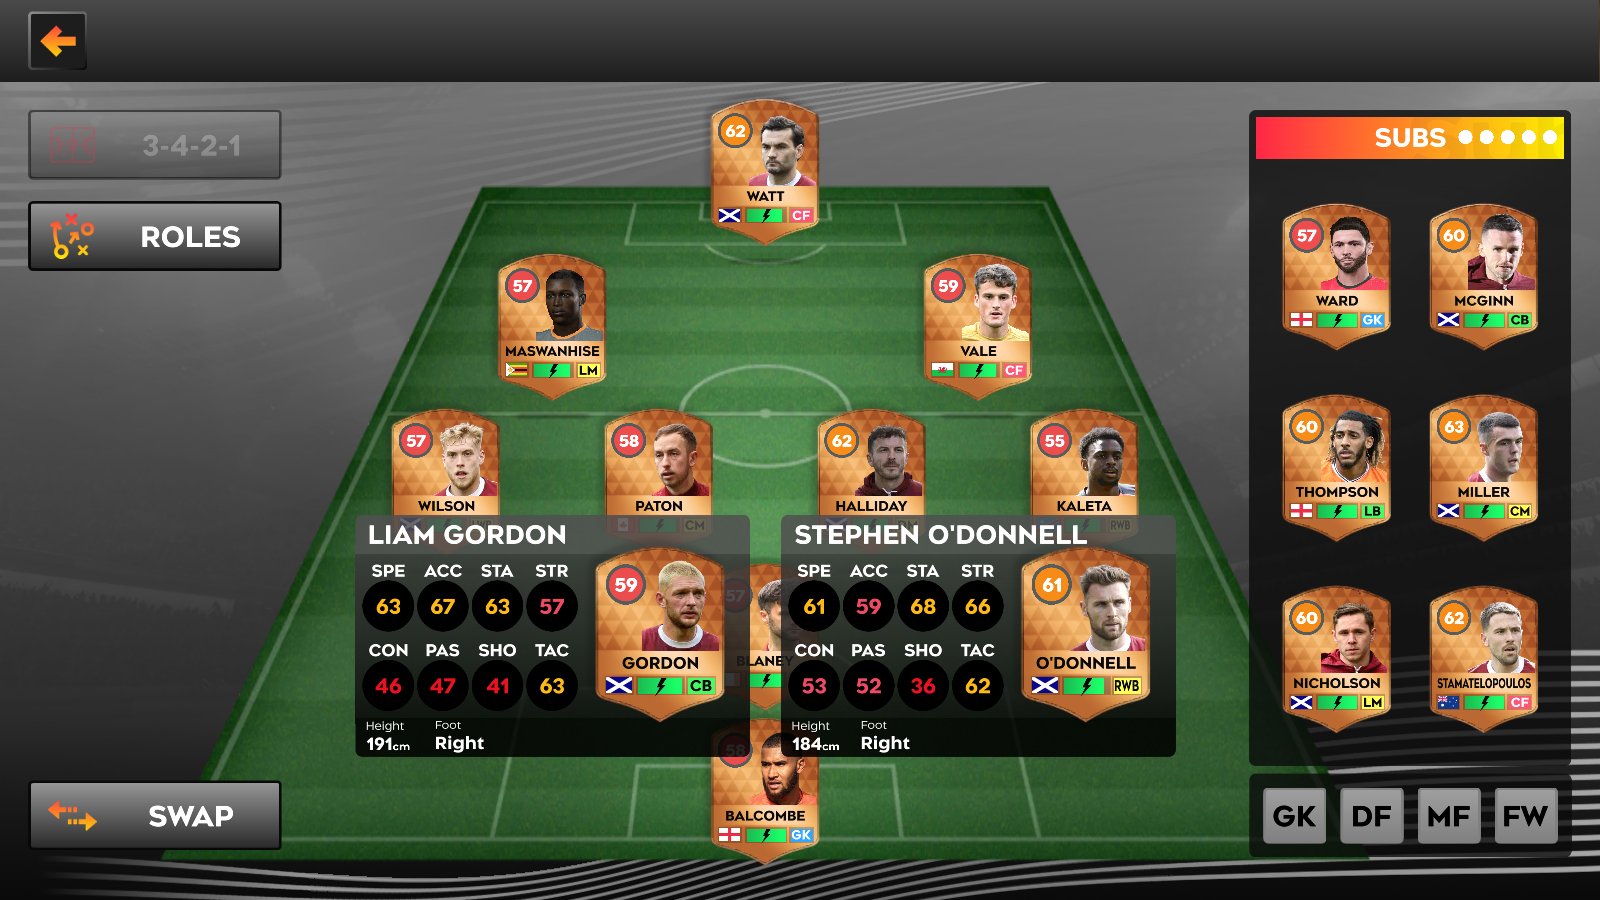 3-4-2-1
ROLES
SWAP
62
WATT
CF
57
MASWANHISE
LM
59
VALE
CF
57
WILSON
58
PATON
CM
62
HALLIDAY
55
KALETA
RWB
LIAM GORDON
SPE ACC STA STR
63 67 63 57
CON PAS SHO TAC
46 47 41 63
Height Foot
191cm Right
59
GORDON
CB
57
BLANEY
STEPHEN O'DONNELL
SPE ACC STA STR
61 59 68 66
CON PAS SHO TAC
53 52 36 62
Height Foot
184cm Right
61
O'DONNELL
RWB
58
BALCOMBE
GK
SUBS
57
WARD
GK
60
MCGINN
CB
60
THOMPSON
LB
63
MILLER
CM
60
NICHOLSON
LM
62
STAMATELOPOULOS
CF
GK DF MF FW